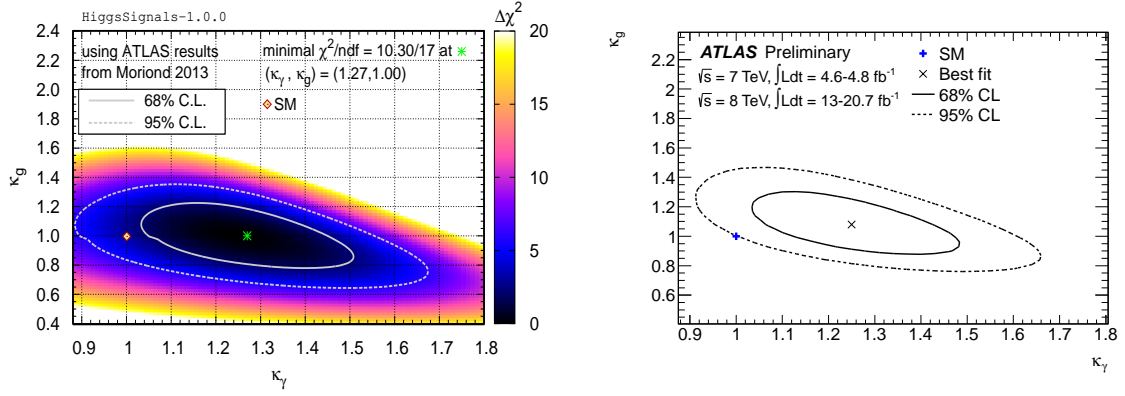 HiggsSignals-1.0.0
Δχ²
using ATLAS results
from Moriond 2013
minimal χ²/ndf = 10.30/17 at
(κγ , κg) = (1.27,1.00)
68% C.L.
95% C.L.
SM
κg
2.4
2.2
2.0
1.8
1.6
1.4
1.2
1.0
0.8
0.6
0.4
0.9
1
1.1
1.2
1.3
1.4
1.5
1.6
1.7
1.8
κγ
20
15
10
5
0
κg
ATLAS Preliminary
√s = 7 TeV, ∫Ldt = 4.6-4.8 fb⁻¹
√s = 8 TeV, ∫Ldt = 13-20.7 fb⁻¹
SM
Best fit
68% CL
95% CL
2.2
2
1.8
1.6
1.4
1.2
1
0.8
0.6
0.9
1
1.1
1.2
1.3
1.4
1.5
1.6
1.7
1.8
κγ